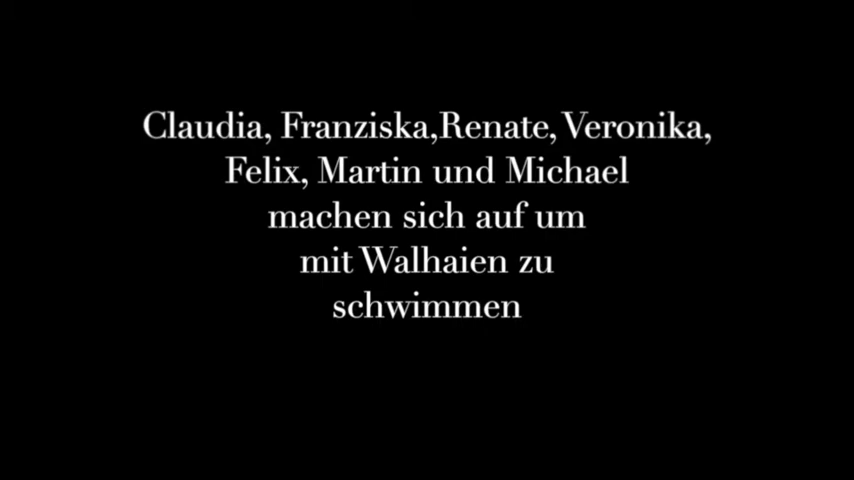 Claudia, Franziska,Renate, Veronika,
Felix, Martin und Michael
machen sich auf um
mit Walhaien zu
schwimmen